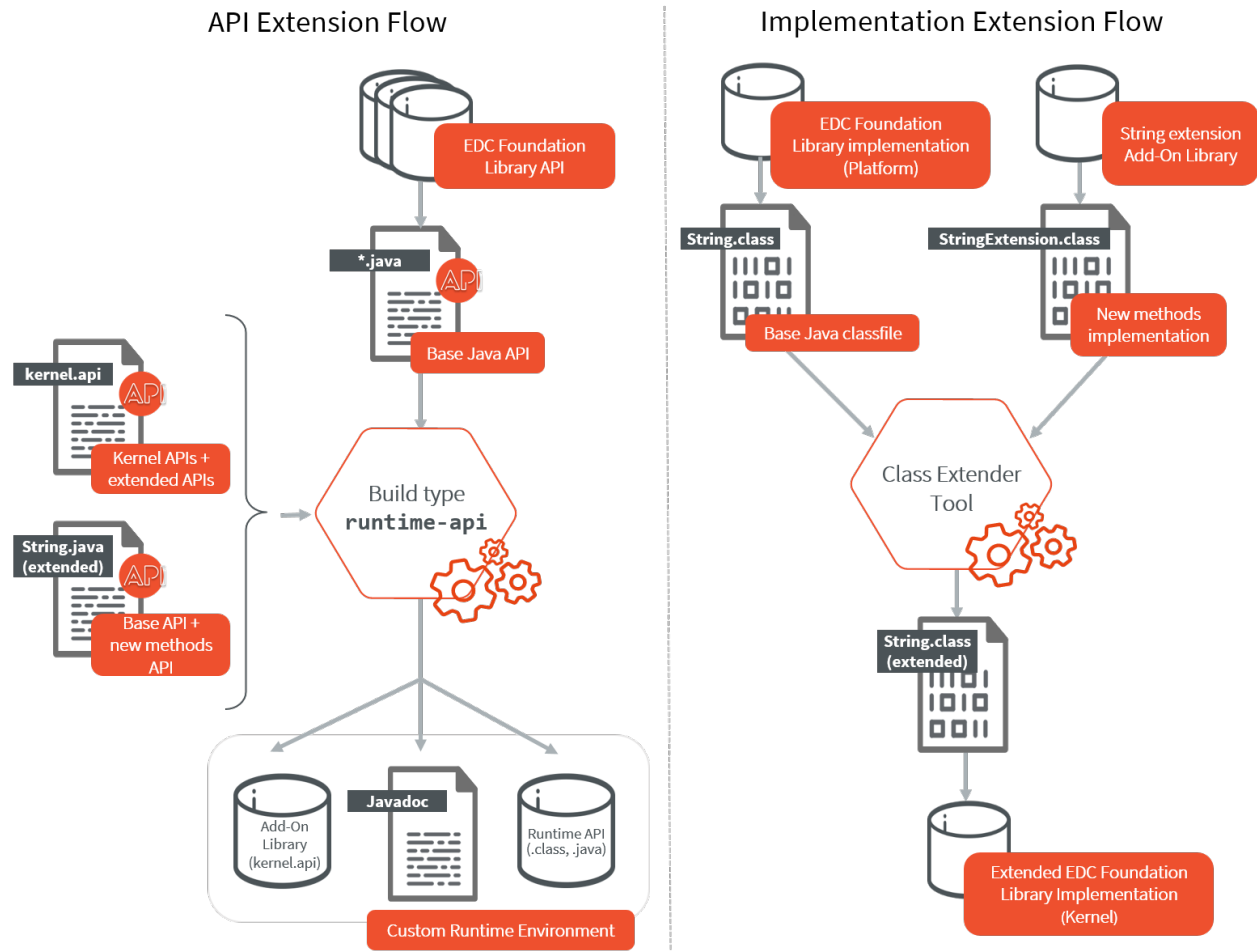 API Extension Flow
EDC Foundation
Library API
*.java
API
Base Java API
kernel.api
API
Kernel APIs +
extended APIs
String.java
(extended)
API
Base API +
new methods
API
Build type
runtime-api
Add-On
Library
(kernel.api)
Javadoc
Runtime API
(.class, .java)
Custom Runtime Environment
Implementation Extension Flow
EDC Foundation
Library implementation
(Platform)
String extension
Add-On Library
String.class
Base Java classfile
StringExtension.class
New methods
implementation
Class Extender
Tool
String.class
(extended)
Extended EDC Foundation
Library Implementation
(Kernel)